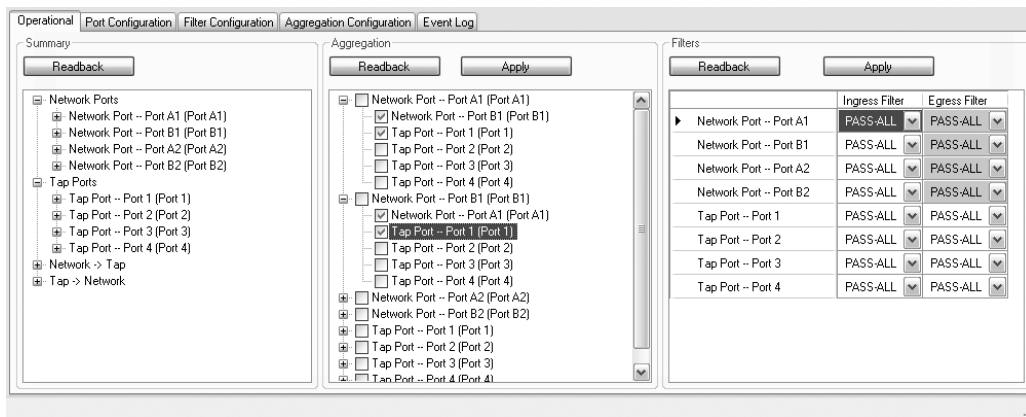 Operational Port Configuration Filter Configuration Aggregation Configuration Event Log
Summary
Readback
Network Ports
Network Port -- Port A1 (Port A1)
Network Port -- Port B1 (Port B1)
Network Port -- Port A2 (Port A2)
Network Port -- Port B2 (Port B2)
Tap Ports
Tap Port -- Port 1 (Port 1)
Tap Port -- Port 2 (Port 2)
Tap Port -- Port 3 (Port 3)
Tap Port -- Port 4 (Port 4)
Network -> Tap
Tap -> Network
Aggregation
Readback Apply
Network Port -- Port A1 (Port A1)
Network Port -- Port B1 (Port B1)
Tap Port -- Port 1 (Port 1)
Tap Port -- Port 2 (Port 2)
Tap Port -- Port 3 (Port 3)
Tap Port -- Port 4 (Port 4)
Network Port -- Port B1 (Port B1)
Network Port -- Port A1 (Port A1)
Tap Port -- Port 1 (Port 1)
Tap Port -- Port 2 (Port 2)
Tap Port -- Port 3 (Port 3)
Tap Port -- Port 4 (Port 4)
Network Port -- Port A2 (Port A2)
Network Port -- Port B2 (Port B2)
Tap Port -- Port 1 (Port 1)
Tap Port -- Port 2 (Port 2)
Tap Port -- Port 3 (Port 3)
Tap Port -- Port 4 (Port 4)
Filters
Readback Apply
Ingress Filter Egress Filter
Network Port -- Port A1 PASS-ALL PASS-ALL
Network Port -- Port B1 PASS-ALL PASS-ALL
Network Port -- Port A2 PASS-ALL PASS-ALL
Network Port -- Port B2 PASS-ALL PASS-ALL
Tap Port -- Port 1 PASS-ALL PASS-ALL
Tap Port -- Port 2 PASS-ALL PASS-ALL
Tap Port -- Port 3 PASS-ALL PASS-ALL
Tap Port -- Port 4 PASS-ALL PASS-ALL